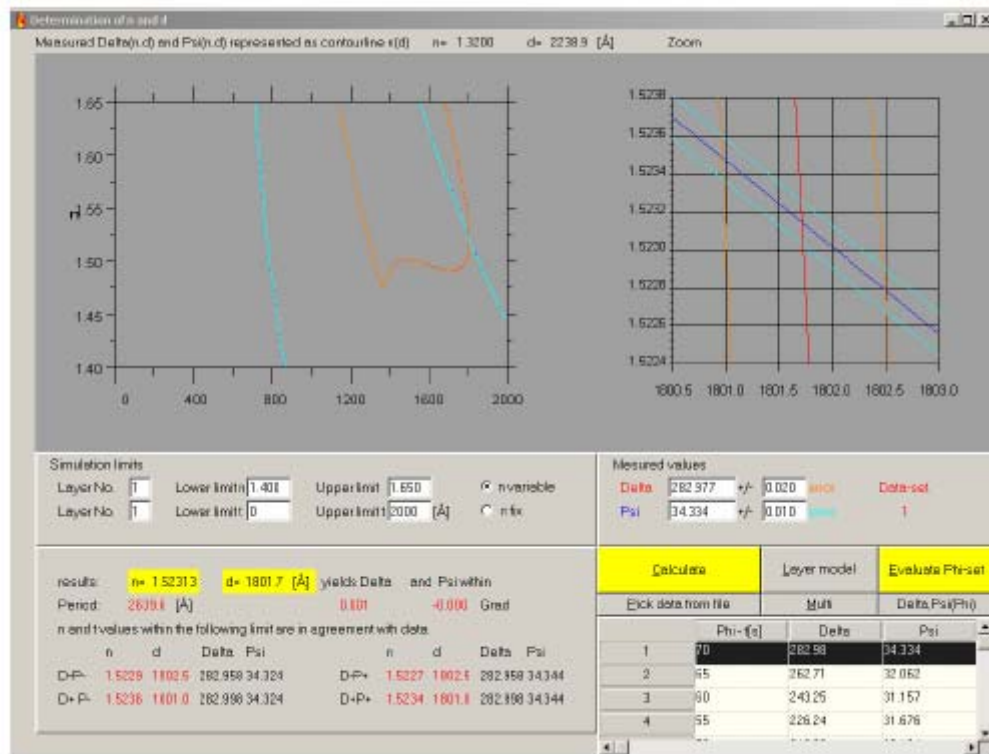 Determination of n and d
Measured Delta(n.d) and Psi(n.d) represented as contourline n(d) n= 1.3200 d= 2238.9 [Å] Zoom
1.65
1.60
1.55
n
1.50
1.45
1.40
0 400 800 1200 1600 2000
1.5238
1.5236
1.5234
1.5232
1.5230
1.5228
1.5226
1.5224
1800.5 1801.0 1801.5 1802.0 1802.5 1803.0
Simulation limits
Layer No. 1 Lower limit n 1.400 Upper limit 1.650 n variable
Layer No. 1 Lower limit t 0 Upper limit t 2000 [Å] n fix
Mesured values
Delta 282.977 +/- 0.020 Data-set
Psi 34.334 +/- 0.010 1
results: n= 1.52313 d= 1801.7 [Å] yields Delta and Psi within
Period: 2639.6 [Å] 0.001 -0.000 Grad
n and t values within the following limit are in agreement with data.
n d Delta Psi n d Delta Psi
D-P- 1.5229 1802.5 282.958 34.324 D-P+ 1.5227 1802.5 282.958 34.344
D+P- 1.5236 1801.0 282.998 34.324 D+P+ 1.5234 1801.0 282.998 34.344
Calculate Layer model Evaluate Phi-set
Pick data from file Multi Delta,Psi(Phi)
Delta Psi
1 70 282.98 34.334
2 65 262.71 32.062
3 60 243.25 31.157
4 55 226.24 31.676